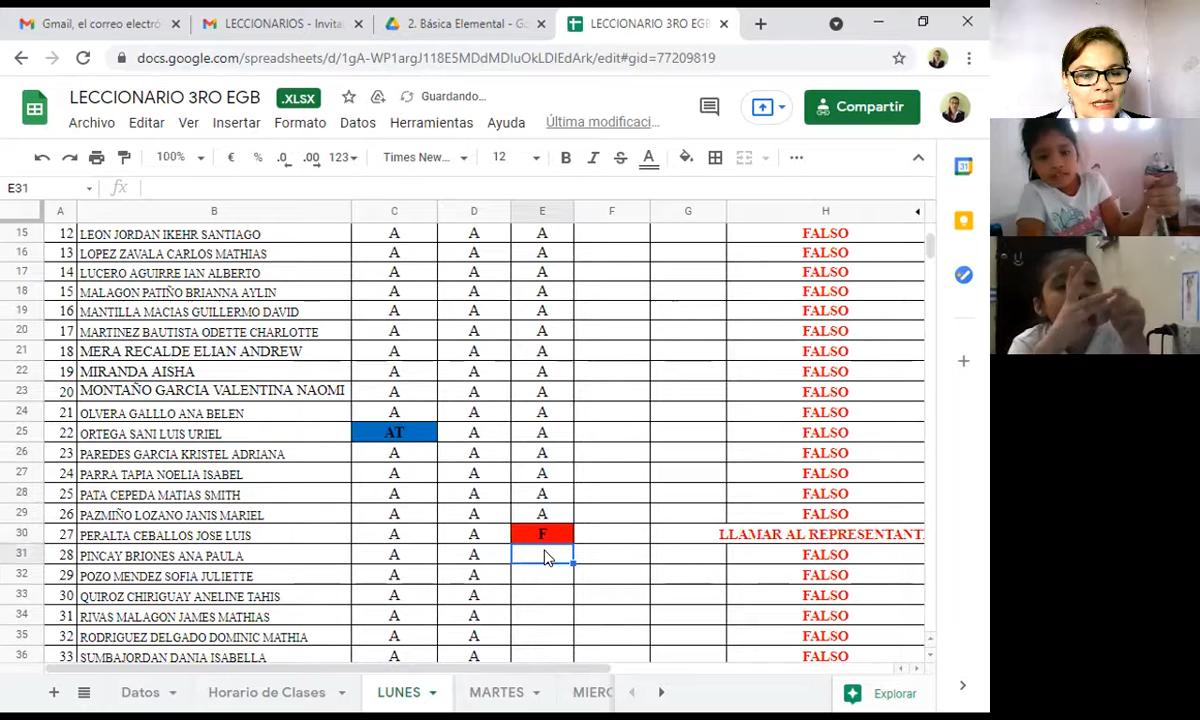 Gmail, el correo electró
LECCIONARIOS - Invita
2. Básica Elemental - Go
LECCIONARIO 3RO EGB
docs.google.com/spreadsheets/d/1gA-WP1argJ118E5MDdMDIuOkLDIEdArk/edit#gid=77209819
LECCIONARIO 3RO EGB .XLSX Guardando...
Archivo Editar Ver Insertar Formato Datos Herramientas Ayuda Última modificaci...
Compartir
100% € % .0 .00 123 Times New... 12 B I S A
E31 fx
A B C D E F G H
15 12 LEON JORDAN IKEHR SANTIAGO A A A FALSO
16 13 LOPEZ ZAVALA CARLOS MATHIAS A A A FALSO
17 14 LUCERO AGUIRRE IAN ALBERTO A A A FALSO
18 15 MALAGON PATIÑO BRIANNA AYLIN A A A FALSO
19 16 MANTILLA MACIAS GUILLERMO DAVID A A A FALSO
20 17 MARTINEZ BAUTISTA ODETTE CHARLOTTE A A A FALSO
21 18 MERA RECALDE ELIAN ANDREW A A A FALSO
22 19 MIRANDA AISHA A A A FALSO
23 20 MONTAÑO GARCIA VALENTINA NAOMI A A A FALSO
24 21 OLVERA GALLLO ANA BELEN A A A FALSO
25 22 ORTEGA SANI LUIS URIEL AT A A FALSO
26 23 PAREDES GARCIA KRISTEL ADRIANA A A A FALSO
27 24 PARRA TAPIA NOELIA ISABEL A A A FALSO
28 25 PATA CEPEDA MATIAS SMITH A A A FALSO
29 26 PAZMIÑO LOZANO JANIS MARIEL A A A FALSO
30 27 PERALTA CEBALLOS JOSE LUIS A A F LLAMAR AL REPRESENTANT
31 28 PINCAY BRIONES ANA PAULA A A FALSO
32 29 POZO MENDEZ SOFIA JULIETTE A A FALSO
33 30 QUIROZ CHIRIGUAY ANELINE TAHIS A A FALSO
34 31 RIVAS MALAGON JAMES MATHIAS A A FALSO
35 32 RODRIGUEZ DELGADO DOMINIC MATHIA A A FALSO
36 33 SUMBAJORDAN DANIA ISABELLA A A FALSO
Datos Horario de Clases LUNES MARTES MIERC
Explorar